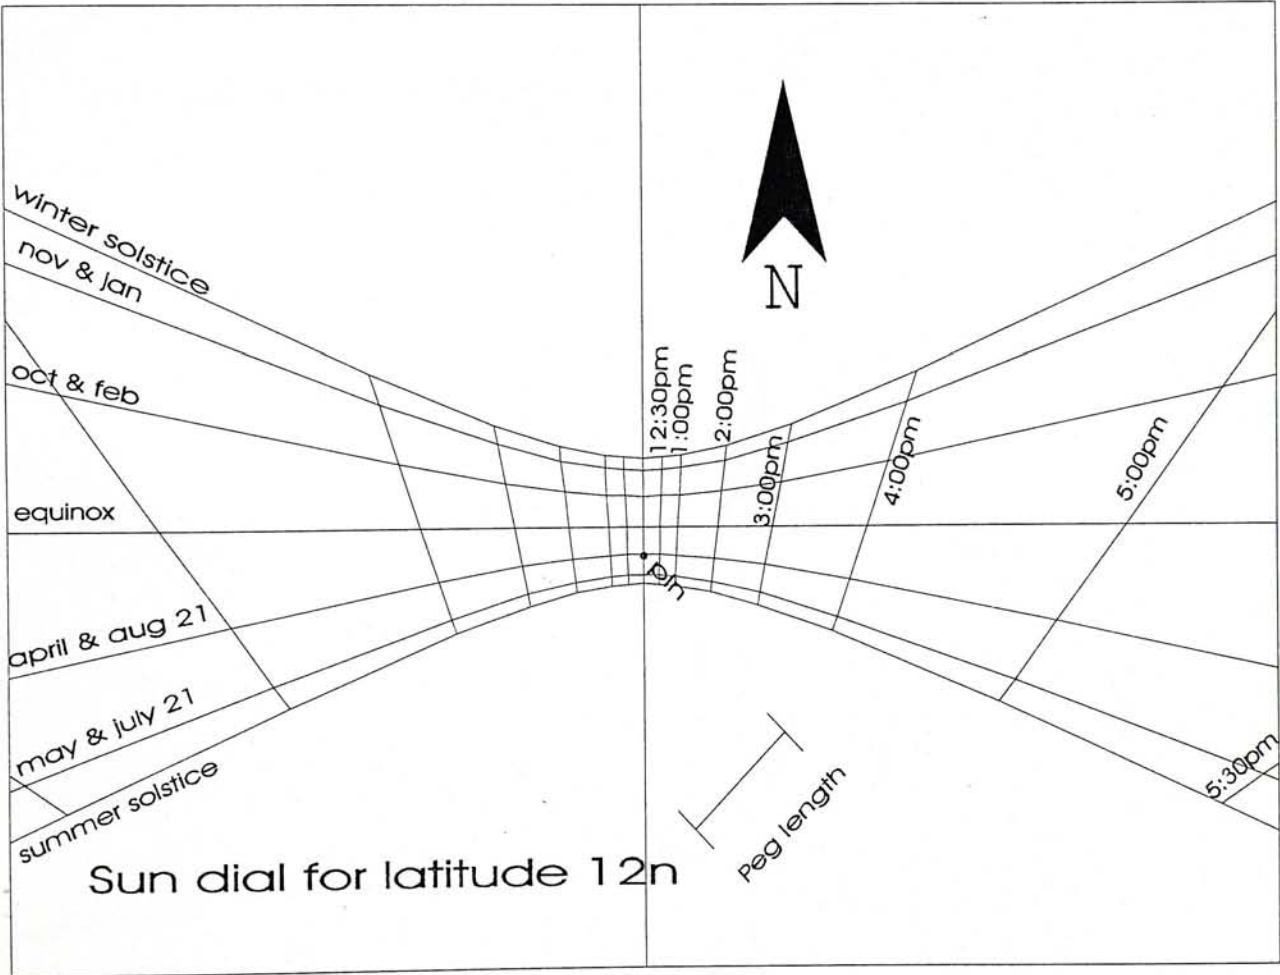 winter solstice
nov & jan
N
oct & feb
12:30pm
1:00pm
2:00pm
3:00pm
4:00pm
5:00pm
equinox
pin
april & aug 21
may & july 21
summer solstice
5:30pm
Peg length
Sun dial for latitude 12n